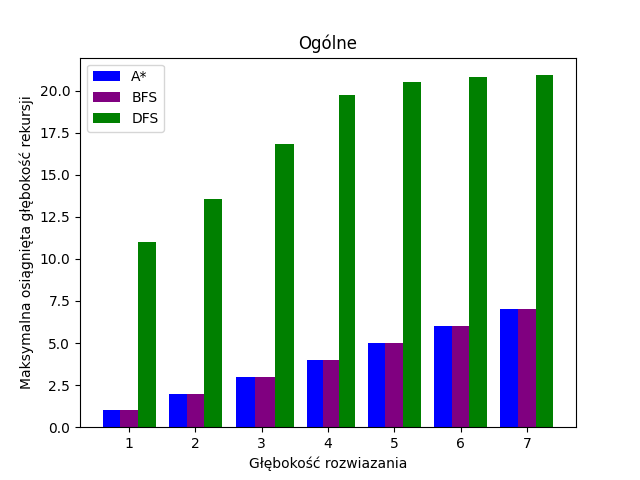 Ogólne
A*
BFS
DFS
Maksymalna osiągnięta głębokość rekursji
20.0
17.5
15.0
12.5
10.0
7.5
5.0
2.5
0.0
1 2 3 4 5 6 7
Głębokość rozwiazania